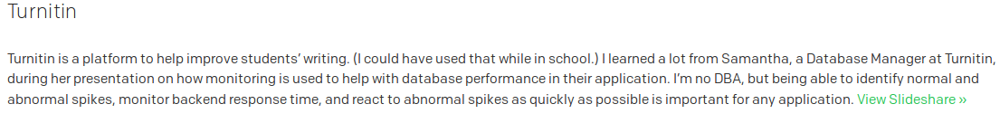 Turnitin
Turnitin is a platform to help improve students’ writing. (I could have used that while in school.) I learned a lot from Samantha, a Database Manager at Turnitin,
during her presentation on how monitoring is used to help with database performance in their application. I’m no DBA, but being able to identify normal and
abnormal spikes, monitor backend response time, and react to abnormal spikes as quickly as possible is important for any application. View Slideshare »